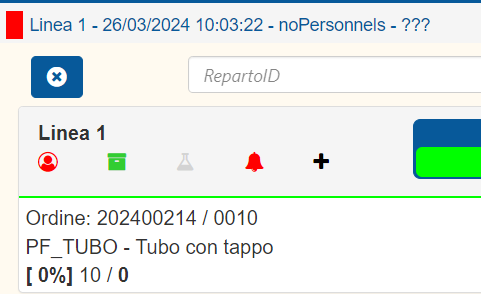 Linea 1 - 26/03/2024 10:03:22 - noPersonnels - ???
RepartoID
Linea 1
Ordine: 202400214 / 0010
PF_TUBO - Tubo con tappo
[ 0%] 10 / 0